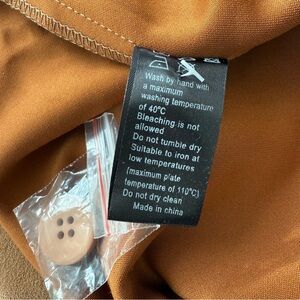 Wash by hand with
a maximum
washing temperature
of 40°C
Bleaching is not
allowed
Do not tumble dry
Suitable to iron at
low temperatures
(maximum plate
temperature of 110°C)
Do not dry clean
Made in china